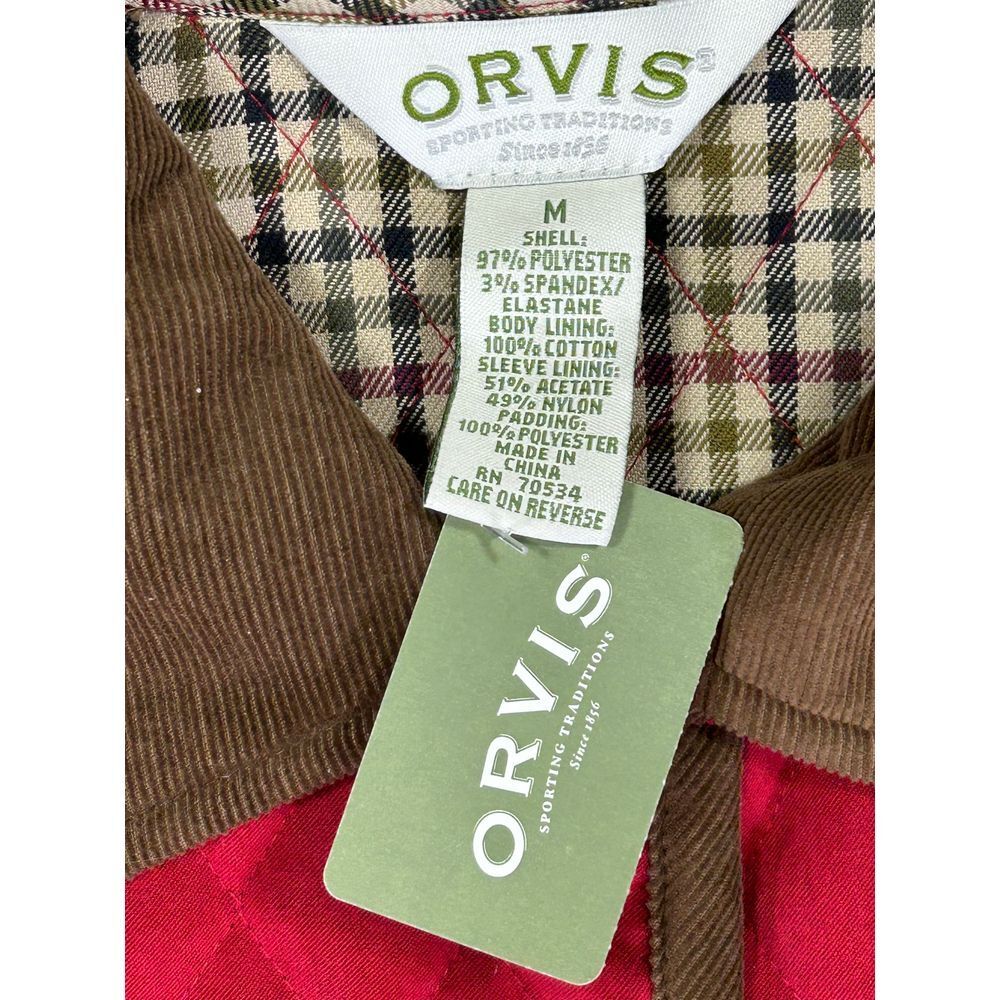 ORVIS
SPORTING TRADITIONS
Since 1856
M
SHELL:
97% POLYESTER
3% SPANDEX/
ELASTANE
BODY LINING:
100% COTTON
SLEEVE LINING:
51% ACETATE
49% NYLON
PADDING:
100% POLYESTER
MADE IN
CHINA
RN 70534
CARE ON REVERSE
ORVIS®
SPORTING TRADITIONS
Since 1856